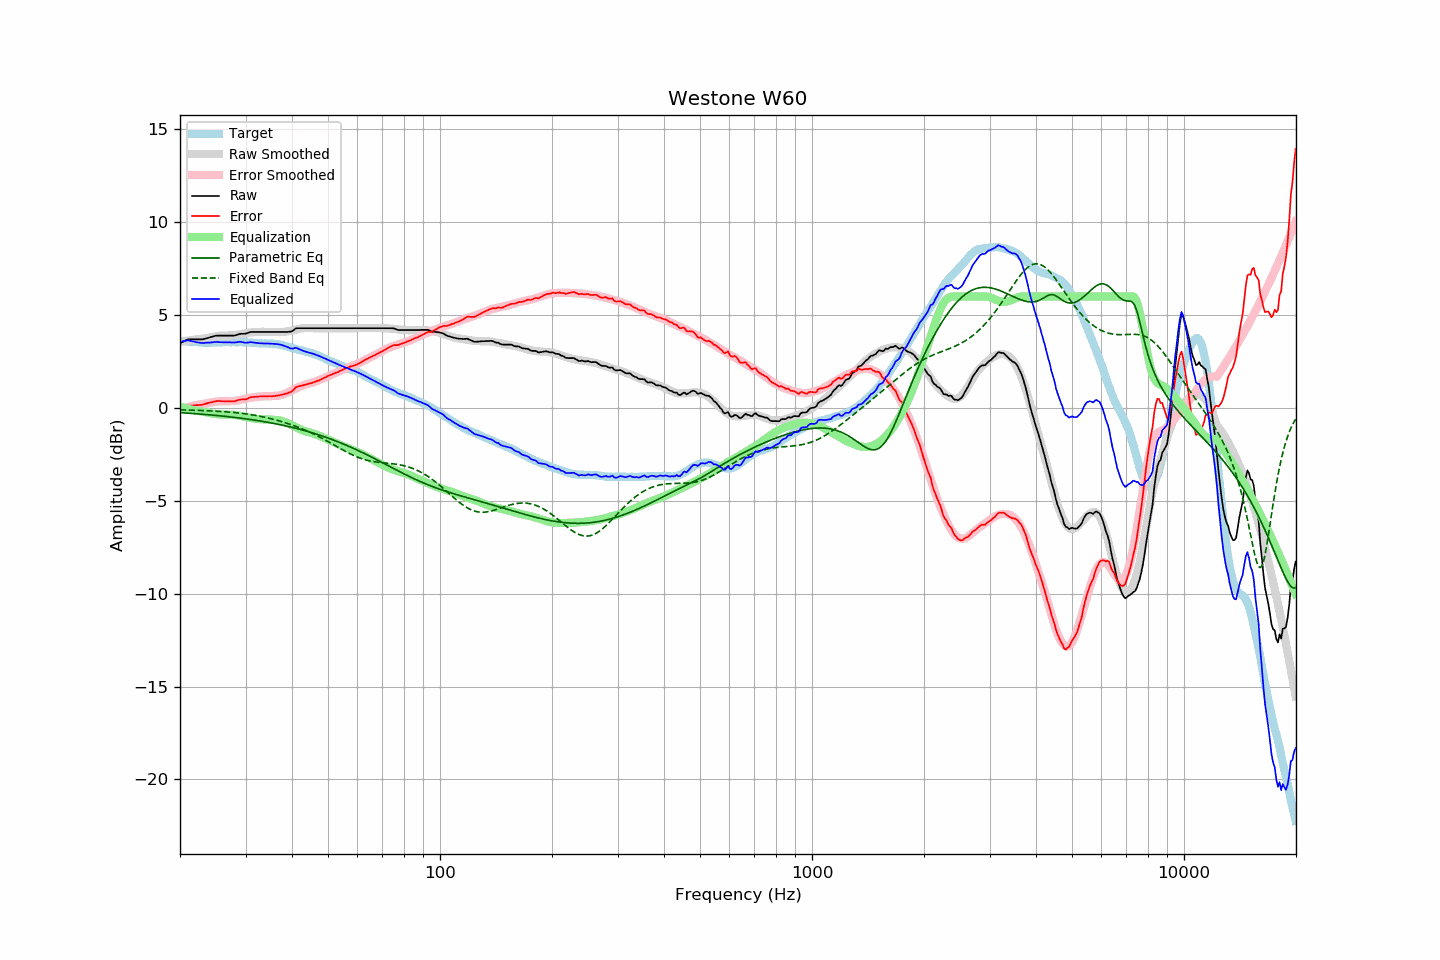 Westone W60
Target
Raw Smoothed
Error Smoothed
Raw
Error
Equalization
Parametric Eq
Fixed Band Eq
Equalized
15
10
5
0
−5
−10
−15
−20
Amplitude (dBr)
100
1000
10000
Frequency (Hz)